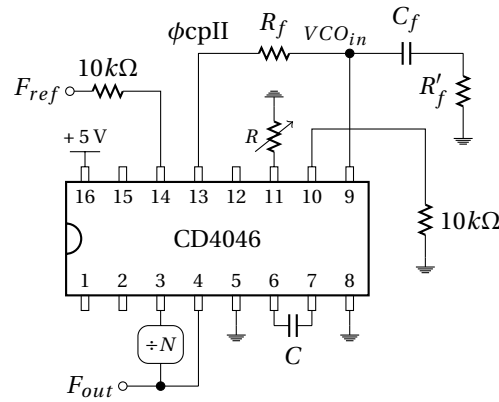 ϕcpII
R_f
VCO_in
C_f
F_ref
10kΩ
R'_f
+5V
R
16 15 14 13 12 11 10 9
CD4046
10kΩ
1 2 3 4 5 6 7 8
÷N
C
F_out